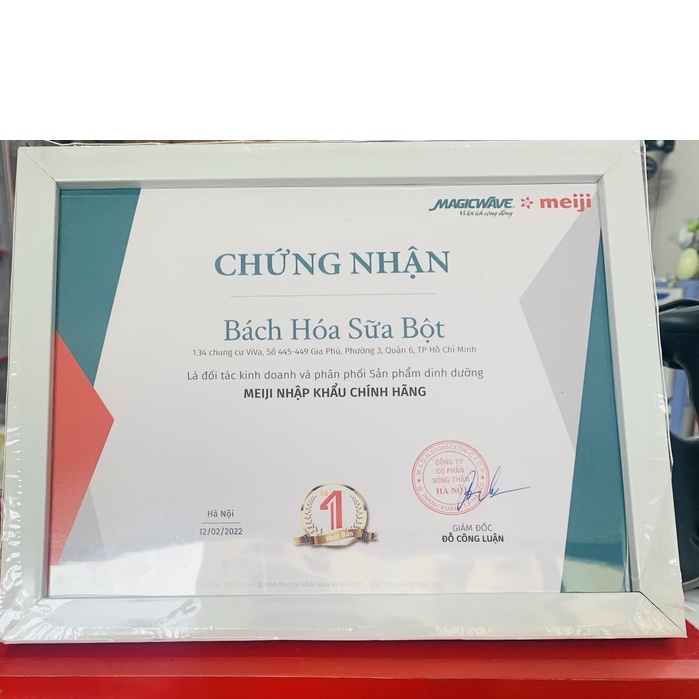 MAGICWAVE meiji
Vì lợi ích cộng đồng
CHỨNG NHẬN
Bách Hóa Sữa Bột
1.34 chung cư ViVa, Số 445-449 Gia Phú, Phường 3, Quận 6, TP Hồ Chí Minh
Là đối tác kinh doanh và phân phối Sản phẩm dinh dưỡng
MEIJI NHẬP KHẨU CHÍNH HÃNG
CÔNG TY
CỔ PHẦN
SÓNG THẦN
HÀ NỘI
Số
1
Nhật Bản
Hà Nội
12/02/2022
GIÁM ĐỐC
ĐỖ CÔNG LUẬN